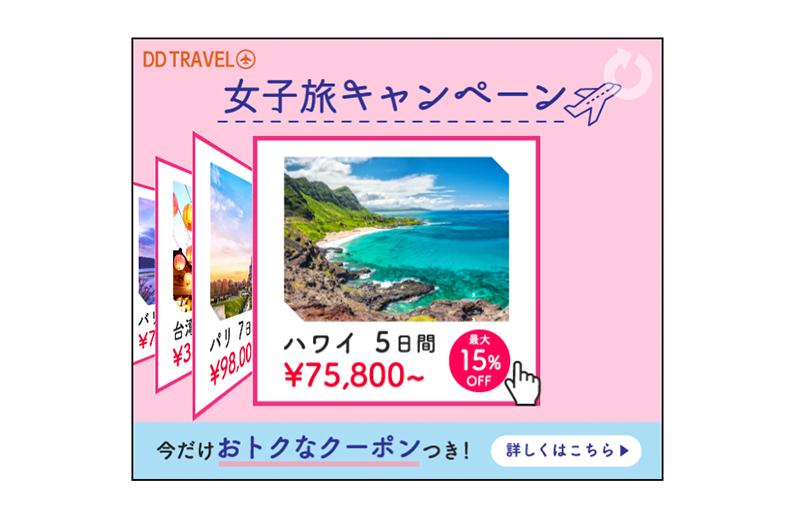 DD TRAVEL
女子旅キャンペーン
ハワイ 5日間
¥75,800~
最大
15%
OFF
パリ 7日
¥98,00
台湾
¥3
バリ
¥7
今だけおトクなクーポンつき!
詳しくはこちら▶